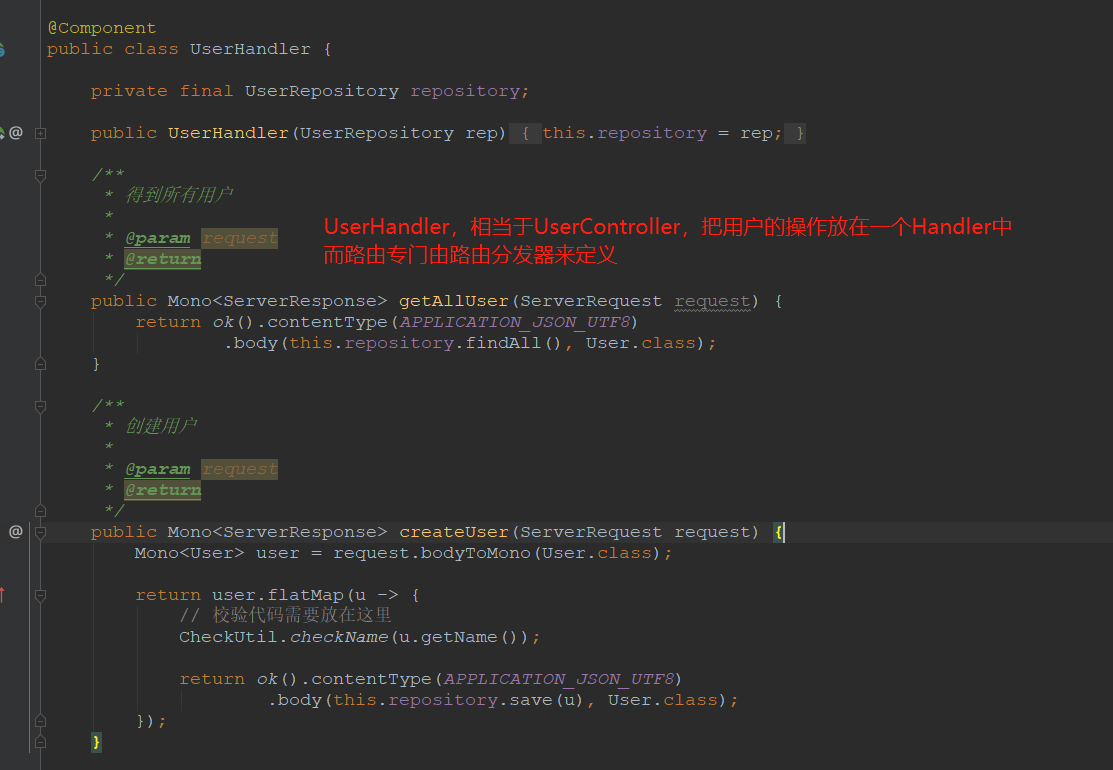 @Component
public class UserHandler {
private final UserRepository repository;
@
public UserHandler(UserRepository rep) { this.repository = rep; }
/**
* 得到所有用户
*
* @param request
* @return
*/
UserHandler，相当于UserController，把用户的操作放在一个Handler中
而路由专门由路由分发器来定义
public Mono<ServerResponse> getAllUser(ServerRequest request) {
return ok().contentType(APPLICATION_JSON_UTF8)
.body(this.repository.findAll(), User.class);
}
/**
* 创建用户
*
* @param request
* @return
*/
@
public Mono<ServerResponse> createUser(ServerRequest request) {
Mono<User> user = request.bodyToMono(User.class);
return user.flatMap(u -> {
// 校验代码需要放在这里
CheckUtil.checkName(u.getName());
return ok().contentType(APPLICATION_JSON_UTF8)
.body(this.repository.save(u), User.class);
});
}